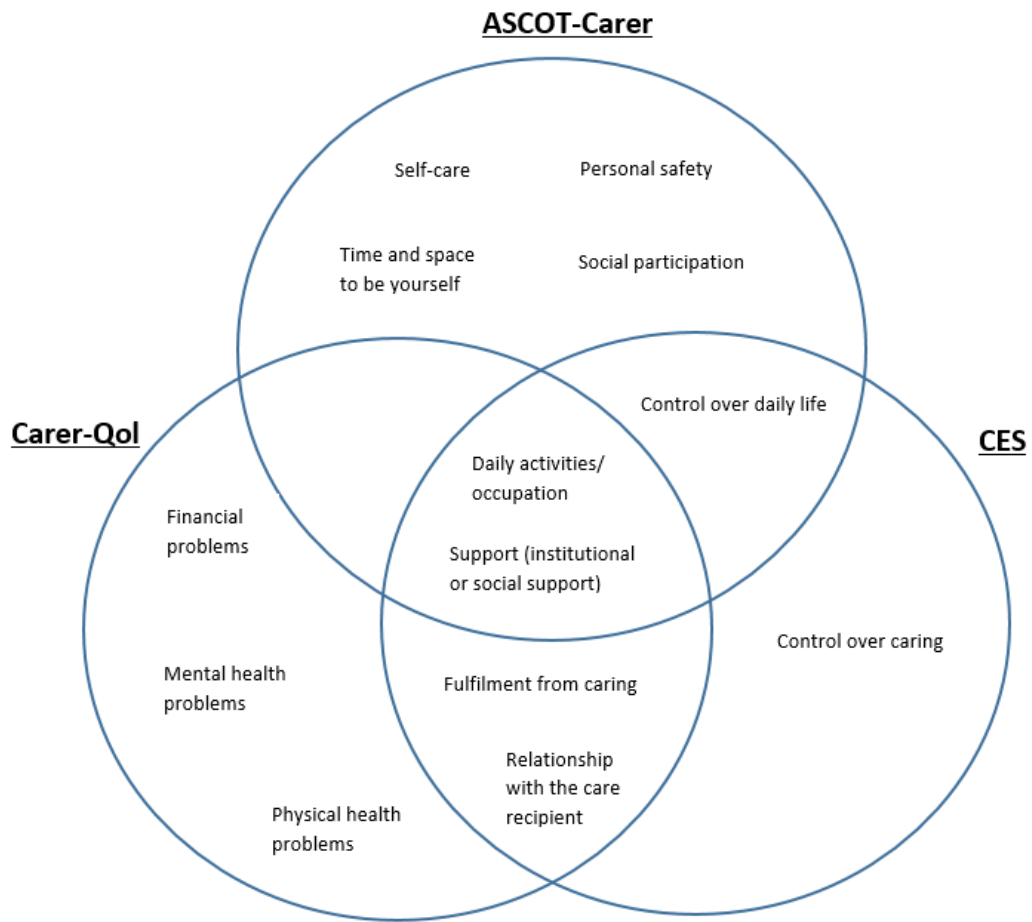 ASCOT-Carer
Self-care
Personal safety
Time and space
to be yourself
Social participation
Control over daily life
Carer-Qol
CES
Daily activities/
occupation
Financial
problems
Support (institutional
or social support)
Control over caring
Mental health
problems
Fulfilment from caring
Relationship
with the care
recipient
Physical health
problems